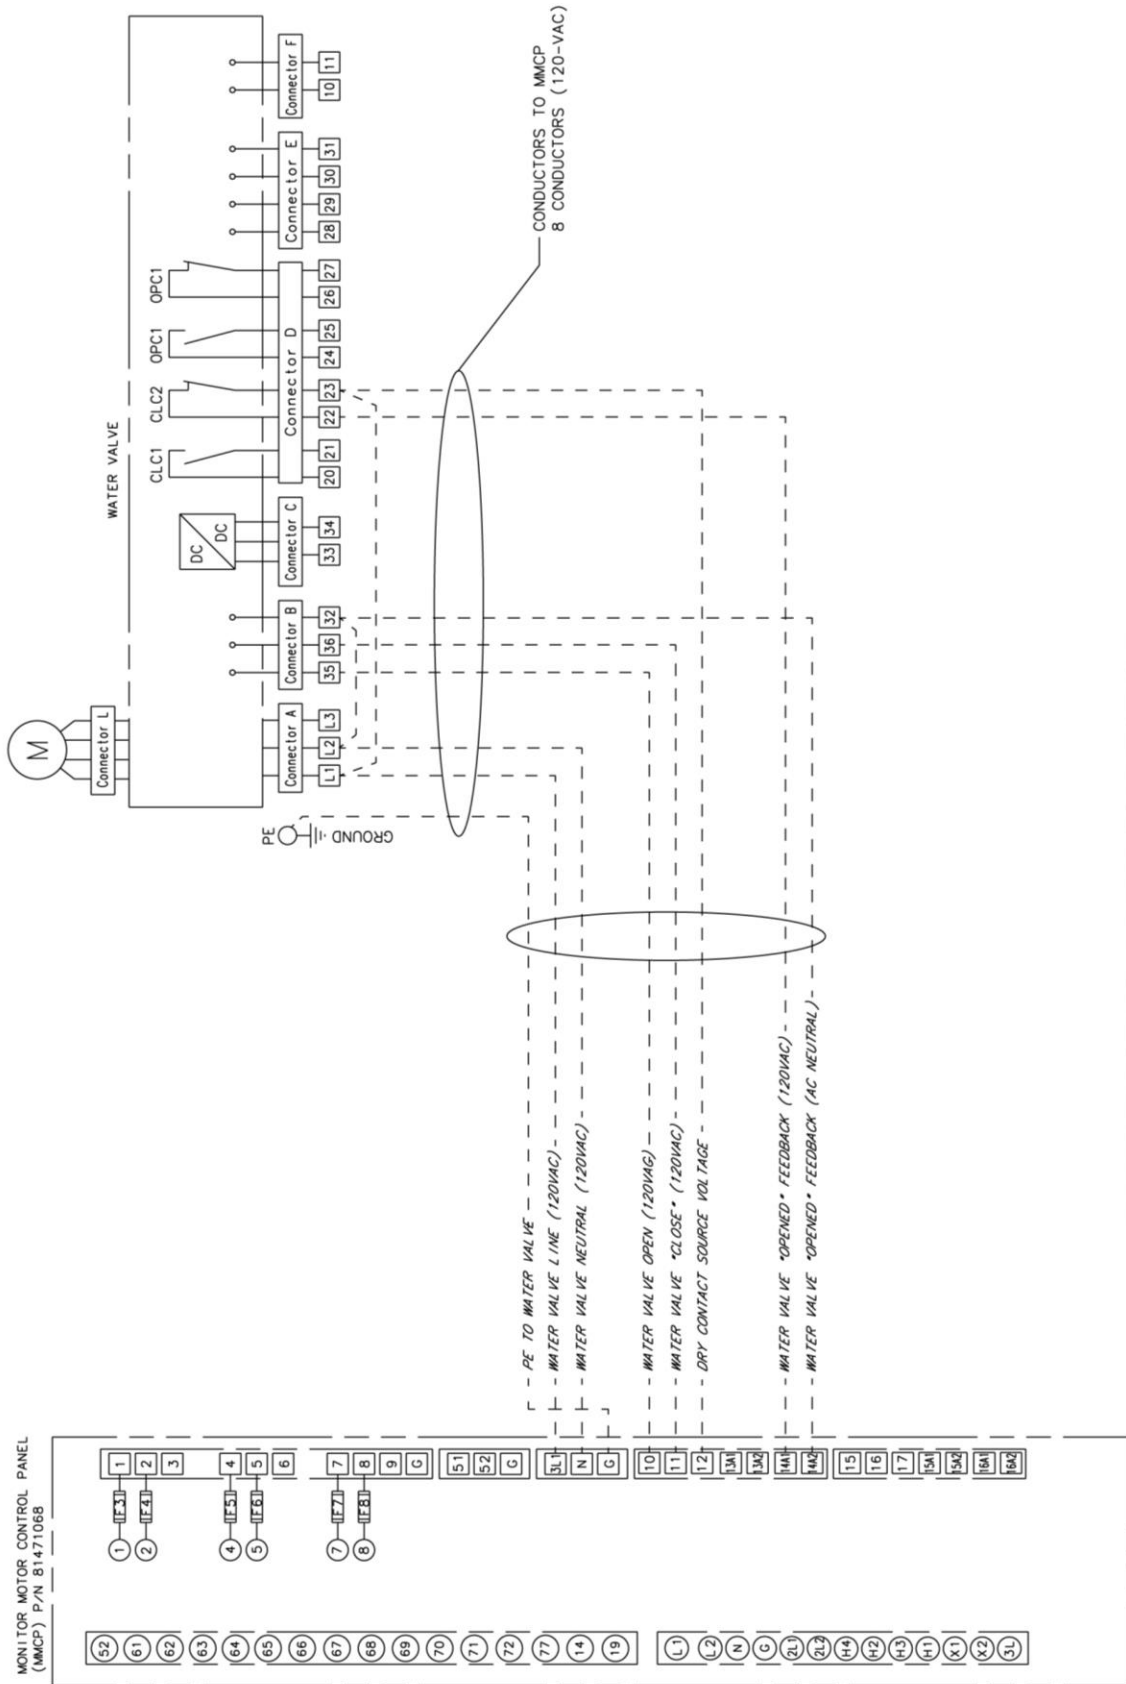 MONITOR MOTOR CONTROL PANEL
(MMCP) P/N 81471068
52
61
62
63
64
65
66
67
68
69
70
71
72
77
14
19
L1
L2
N
G
2L1
2L2
H4
H2
H3
H1
X1
X2
3L
1
F3
1
2
F4
2
3
4
F5
4
5
F6
5
6
7
F7
7
8
F8
8
9
G
51
52
G
3L1
N
G
10
11
12
13A1
13A2
14A1
14A2
15
16
17
15A1
15A2
16A1
16A2
PE TO WATER VALVE
WATER VALVE LINE (120VAC)
WATER VALVE NEUTRAL (120VAC)
WATER VALVE OPEN (120VAG)
WATER VALVE "CLOSE" (120VAC)
DRY CONTACT SOURCE VOLTAGE
WATER VALVE "OPENED" FEEDBACK (120VAC)
WATER VALVE "OPENED" FEEDBACK (AC NEUTRAL)
M
Connector L
WATER VALVE
PE
GROUND
Connector A
L1
L2
L3
Connector B
35
36
32
DC
DC
Connector C
33
34
CLC1
CLC2
OPC1
OPC1
Connector D
20
21
22
23
24
25
26
27
Connector E
28
29
30
31
Connector F
10
11
CONDUCTORS TO MMCP
8 CONDUCTORS (120-VAC)